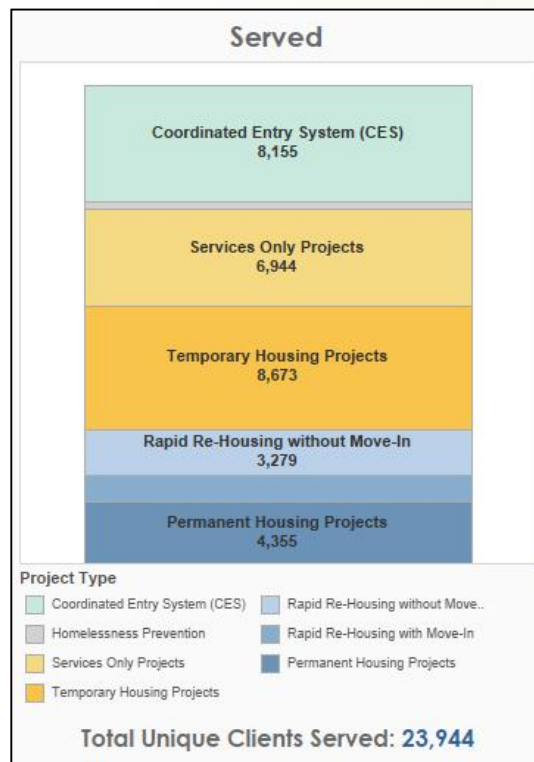 Served
Coordinated Entry System (CES)
8,155
Services Only Projects
6,944
Temporary Housing Projects
8,673
Rapid Re-Housing without Move-In
3,279
Permanent Housing Projects
4,355
Project Type
Coordinated Entry System (CES)
Rapid Re-Housing without Move..
Homelessness Prevention
Rapid Re-Housing with Move-In
Services Only Projects
Permanent Housing Projects
Temporary Housing Projects
Total Unique Clients Served: 23,944